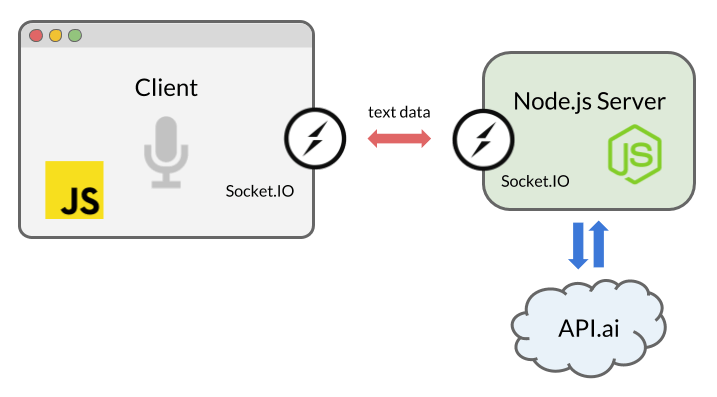 Client
JS
Socket.IO
text data
Node.js Server
JS
Socket.IO
API.ai